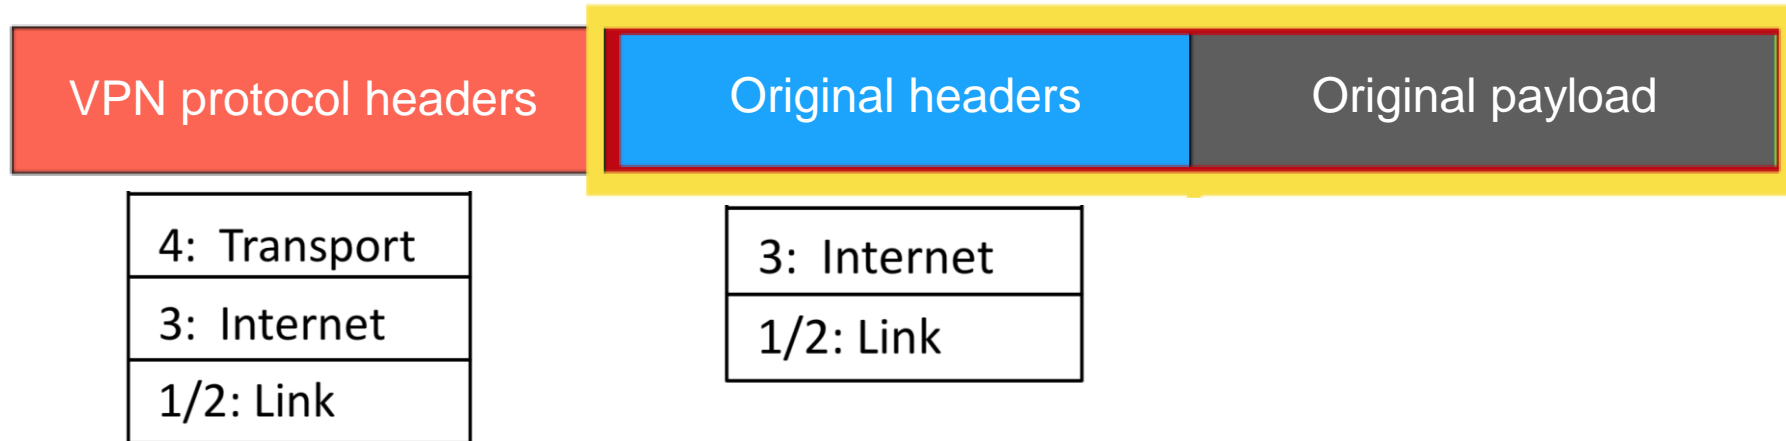 VPN protocol headers
Original headers
Original payload
4: Transport
3: Internet
1/2: Link
3: Internet
1/2: Link